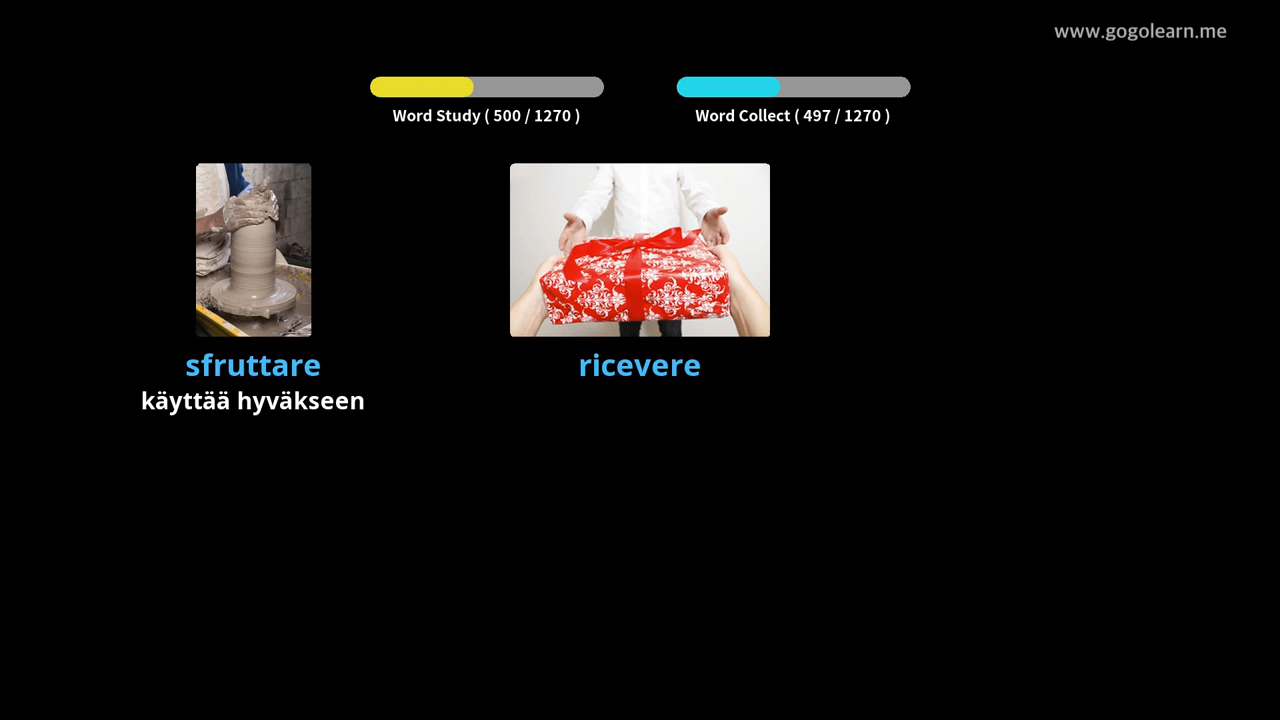 www.gogolearn.me
Word Study ( 500 / 1270 )
Word Collect ( 497 / 1270 )
sfruttare
ricevere
käyttää hyväkseen